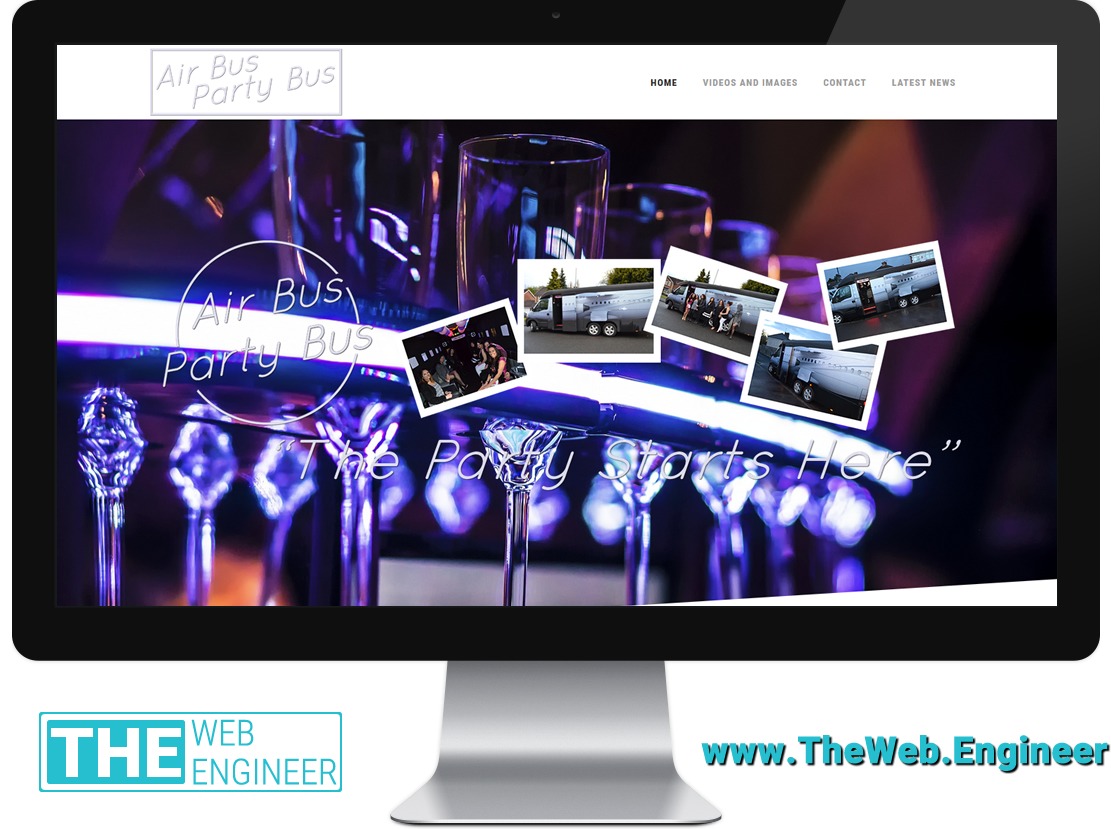 Air Bus
Party Bus
HOME VIDEOS AND IMAGES CONTACT LATEST NEWS
Air Bus
Party Bus
“The Party Starts Here”
THE WEB
ENGINEER
www.TheWeb.Engineer